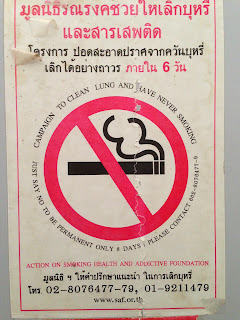 มูลนิธิรณรงค์ช่วยให้เลิกบุหรี่
และสารเสพติด
โครงการ ปอดสะอาดปราศจากควันบุหรี่
เลิกได้อย่างถาวร ภายใน 6 วัน
CAMPAIGN TO CLEAN LUNG AND HAVE NEVER SMOKING
JUST SAY NO TO BE PERMANENT ONLY 6 DAYS : PLEASE CONTACT 662-8076477-9
ACTION ON SMOKING HEALTH AND ADDICTIVE FOUNDATION
มูลนิธิ ฯ ให้คำปรึกษาแนะนำ ในการเลิกบุหรี่
โทร. 02-8076477-79, 01-9211479
www.saf.or.th